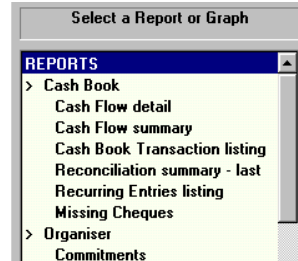 Select a Report or Graph
REPORTS
> Cash Book
Cash Flow detail
Cash Flow summary
Cash Book Transaction listing
Reconciliation summary - last
Recurring Entries listing
Missing Cheques
> Organiser
Commitments